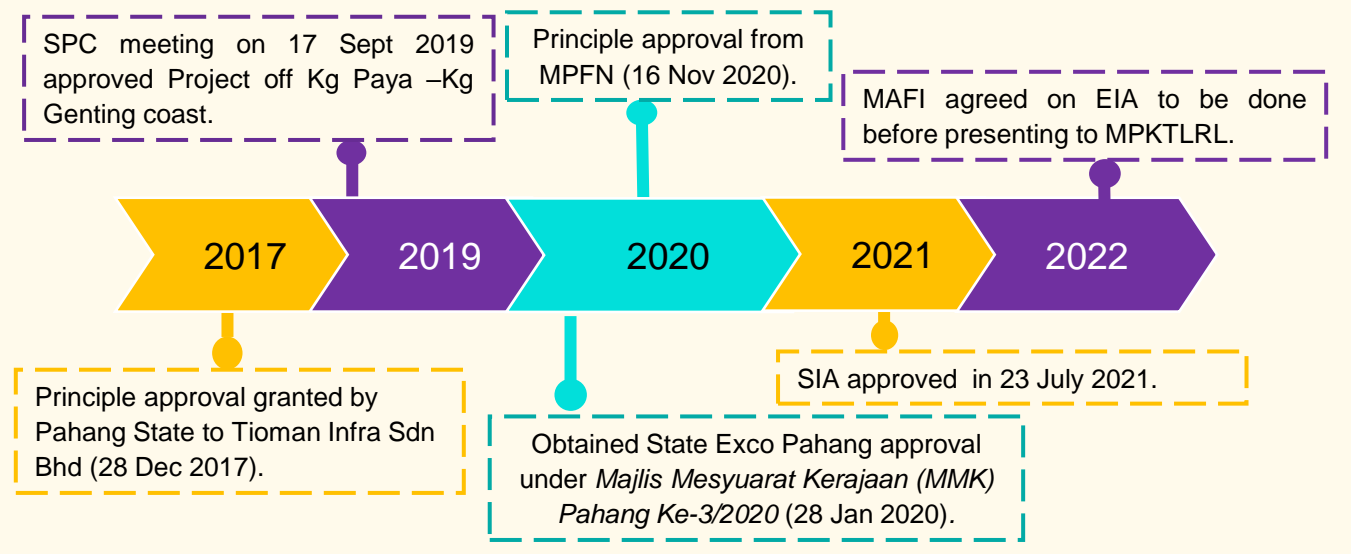 SPC meeting on 17 Sept 2019
approved Project off Kg Paya –Kg
Genting coast.
Principle approval from
MPFN (16 Nov 2020).
MAFI agreed on EIA to be done
before presenting to MPKTLRL.
2017
2019
2020
2021
2022
Principle approval granted by
Pahang State to Tioman Infra Sdn
Bhd (28 Dec 2017).
Obtained State Exco Pahang approval
under Majlis Mesyuarat Kerajaan (MMK)
Pahang Ke-3/2020 (28 Jan 2020).
SIA approved in 23 July 2021.